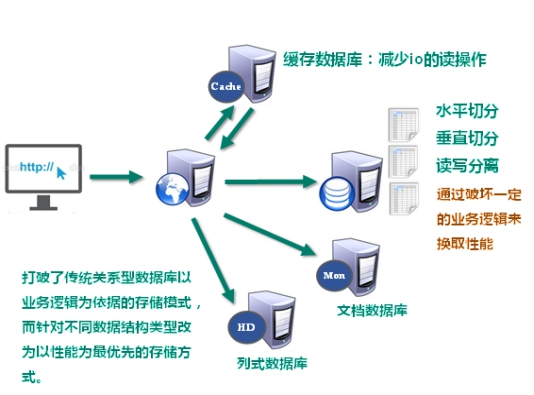 缓存数据库：减少io的读操作
Cache
水平切分
垂直切分
读写分离
http://
通过破坏一定
的业务逻辑来
换取性能
Mon
文档数据库
打破了传统关系型数据库以
业务逻辑为依据的存储模式，
而针对不同数据结构类型改
为以性能为最优先的存储方
式。
HD
列式数据库